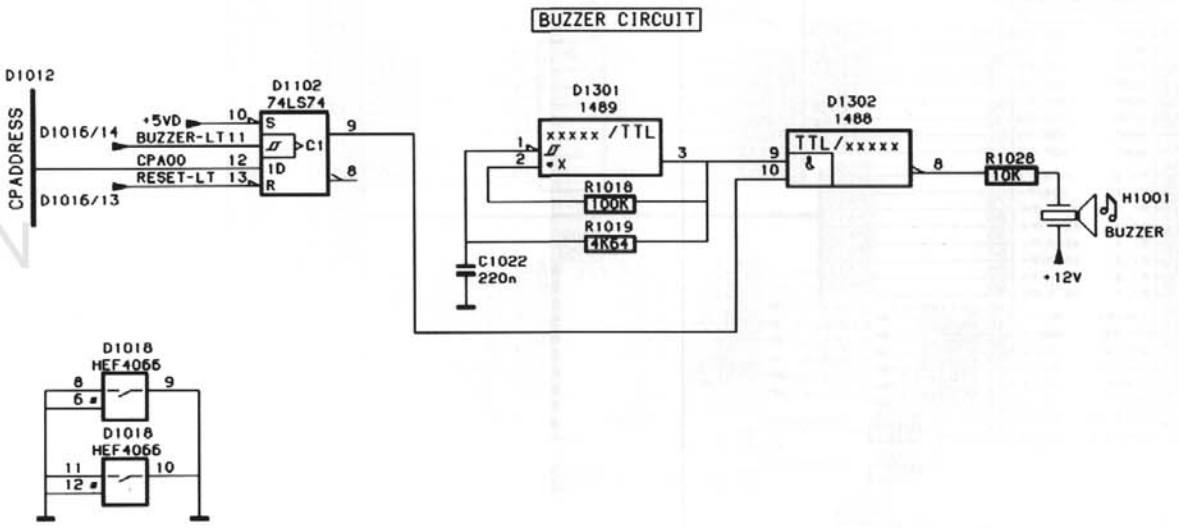 BUZZER CIRCUIT
D1012
CPADDRESS
D1016/14
D1016/13
+5VD
BUZZER-LT
CPA00
RESET-LT
10
11
12
13
D1102
74LS74
S
C1
1D
R
9
8
D1301
1489
xxxxx /TTL
*X
1
2
3
R1018
100K
R1019
4K64
C1022
220n
D1302
1488
TTL/xxxxx
&
9
10
8
R1028
10K
H1001
BUZZER
+12V
D1018
HEF4066
8
6 #
9
D1018
HEF4066
11
12 #
10